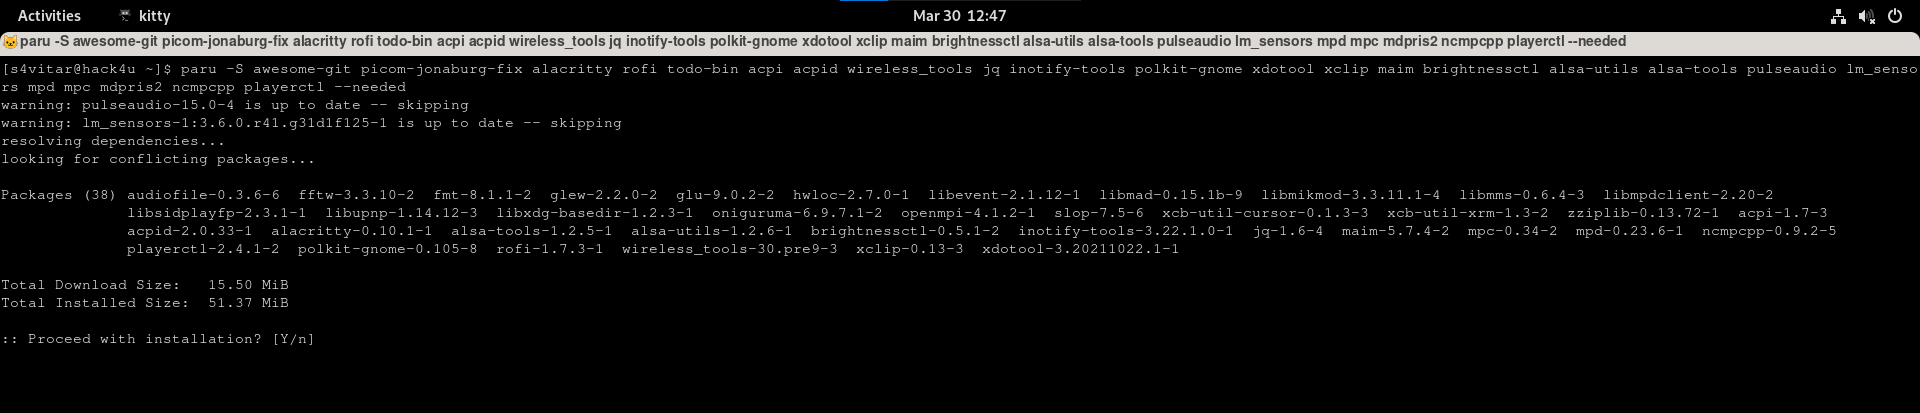 Activities kitty Mar 30 12:47
paru -S awesome-git picom-jonaburg-fix alacritty rofi todo-bin acpi acpid wireless_tools jq inotify-tools polkit-gnome xdotool xclip maim brightnessctl alsa-utils alsa-tools pulseaudio lm_sensors mpd mpc mdpris2 ncmpcpp playerctl --needed
[s4vitar@hack4u ~]$ paru -S awesome-git picom-jonaburg-fix alacritty rofi todo-bin acpi acpid wireless_tools jq inotify-tools polkit-gnome xdotool xclip maim brightnessctl alsa-utils alsa-tools pulseaudio lm_senso
rs mpd mpc mdpris2 ncmpcpp playerctl --needed
warning: pulseaudio-15.0-4 is up to date -- skipping
warning: lm_sensors-1:3.6.0.r41.g31d1f125-1 is up to date -- skipping
resolving dependencies...
looking for conflicting packages...
Packages (38) audiofile-0.3.6-6 fftw-3.3.10-2 fmt-8.1.1-2 glew-2.2.0-2 glu-9.0.2-2 hwloc-2.7.0-1 libevent-2.1.12-1 libmad-0.15.1b-9 libmikmod-3.3.11.1-4 libmms-0.6.4-3 libmpdclient-2.20-2
libsidplayfp-2.3.1-1 libupnp-1.14.12-3 libxdg-basedir-1.2.3-1 oniguruma-6.9.7.1-2 openmpi-4.1.2-1 slop-7.5-6 xcb-util-cursor-0.1.3-3 xcb-util-xrm-1.3-2 zziplib-0.13.72-1 acpi-1.7-3
acpid-2.0.33-1 alacritty-0.10.1-1 alsa-tools-1.2.5-1 alsa-utils-1.2.6-1 brightnessctl-0.5.1-2 inotify-tools-3.22.1.0-1 jq-1.6-4 maim-5.7.4-2 mpc-0.34-2 mpd-0.23.6-1 ncmpcpp-0.9.2-5
playerctl-2.4.1-2 polkit-gnome-0.105-8 rofi-1.7.3-1 wireless_tools-30.pre9-3 xclip-0.13-3 xdotool-3.20211022.1-1
Total Download Size: 15.50 MiB
Total Installed Size: 51.37 MiB
:: Proceed with installation? [Y/n]